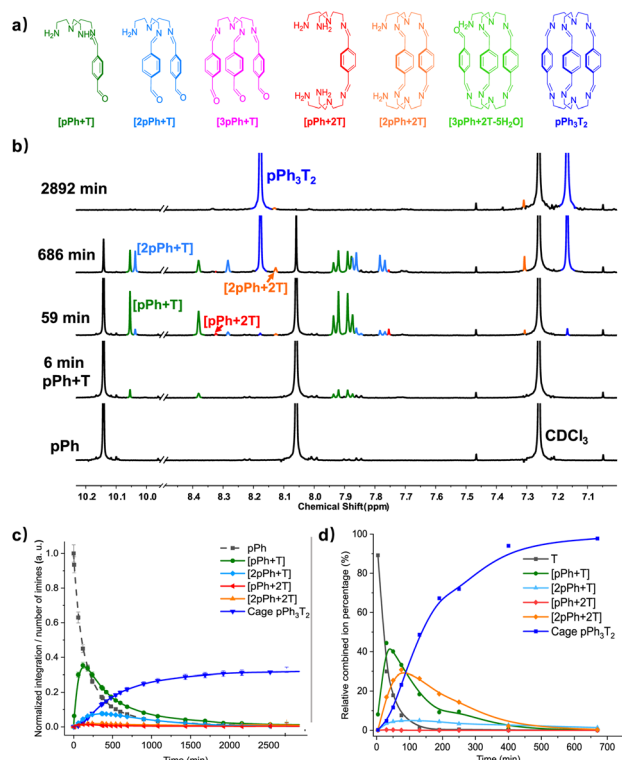 a)
[pPh+T] [2pPh+T] [3pPh+T] [pPh+2T] [2pPh+2T] [3pPh+2T-5H₂O] pPh₃T₂
b)
pPh₃T₂
2892 min
[2pPh+T]
686 min
[2pPh+2T]
[pPh+T]
[pPh+2T]
59 min
6 min
pPh+T
pPh
CDCl₃
10.2 10.1 10.0 8.4 8.3 8.2 8.1 8.0 7.9 7.8 7.7 7.6 7.5 7.4 7.3 7.2 7.1
Chemical Shift(ppm)
c)
Normalized integration / number of imines (a. u.)
1.0
0.8
0.6
0.4
0.2
0.0
pPh
[pPh+T]
[2pPh+T]
[pPh+2T]
[2pPh+2T]
Cage pPh₃T₂
0 500 1000 1500 2000 2500
Time (min)
d)
Relative combined ion percentage (%)
100
80
60
40
20
0
T
[pPh+T]
[2pPh+T]
[pPh+2T]
[2pPh+2T]
Cage pPh₃T₂
0 100 200 300 400 500 600 700
Time (min)